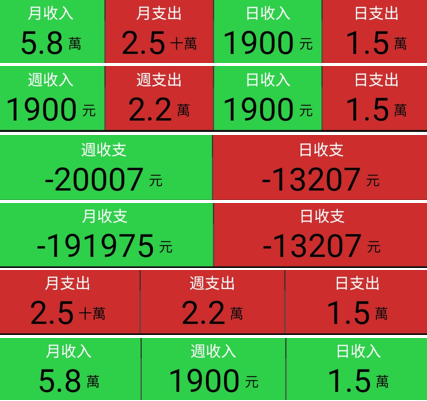 月收入 月支出 日收入 日支出
5.8 萬 2.5 十萬 1900 元 1.5 萬
週收入 週支出 日收入 日支出
1900 元 2.2 萬 1900 元 1.5 萬
週收支 日收支
-20007 元 -13207 元
月收支 日收支
-191975 元 -13207 元
月支出 週支出 日支出
2.5 十萬 2.2 萬 1.5 萬
月收入 週收入 日收入
5.8 萬 1900 元 1.5 萬